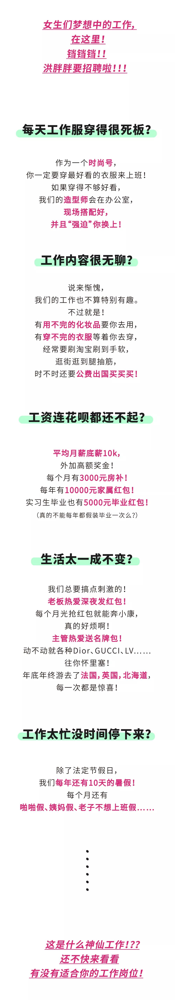 女生们梦想中的工作，
在这里！
铛铛铛！！
洪胖胖要招聘啦！！！
每天工作服穿得很死板？
作为一个时尚号，
你一定要穿最好看的衣服来上班！
如果穿得不够好看，
我们的造型师会在办公室，
现场搭配好，
并且“强迫”你换上！
工作内容很无聊？
说来惭愧，
我们的工作也不算特别有趣。
不过就是！
有用不完的化妆品要你去用，
有穿不完的衣服等着你去穿，
经常要刷淘宝刷到手软，
逛街逛到腿抽筋，
时不时还要公费出国买买买！
工资连花呗都还不起？
平均月薪底薪10k，
外加高额奖金！
每个月有3000元房补！
每年有10000元家属红包！
实习生毕业也有5000元毕业红包！
（真的不能每年都假装毕业一次么？）
生活太一成不变？
我们总要搞点刺激的！
老板热爱深夜发红包！
每个月光抢红包就能奔小康，
真的好烦啊！
主管热爱送名牌包！
动不动就各种Dior、GUCCI、LV……
往你怀里塞！
年底年终游去了法国，英国，北海道，
每一次都是惊喜！
工作太忙没时间停下来？
除了法定节假日，
我们每年还有10天的暑假！
每个月还有
啪啪假、姨妈假、老子不想上班假……
这是什么神仙工作！？？
还不快来看看
有没有适合你的工作岗位！